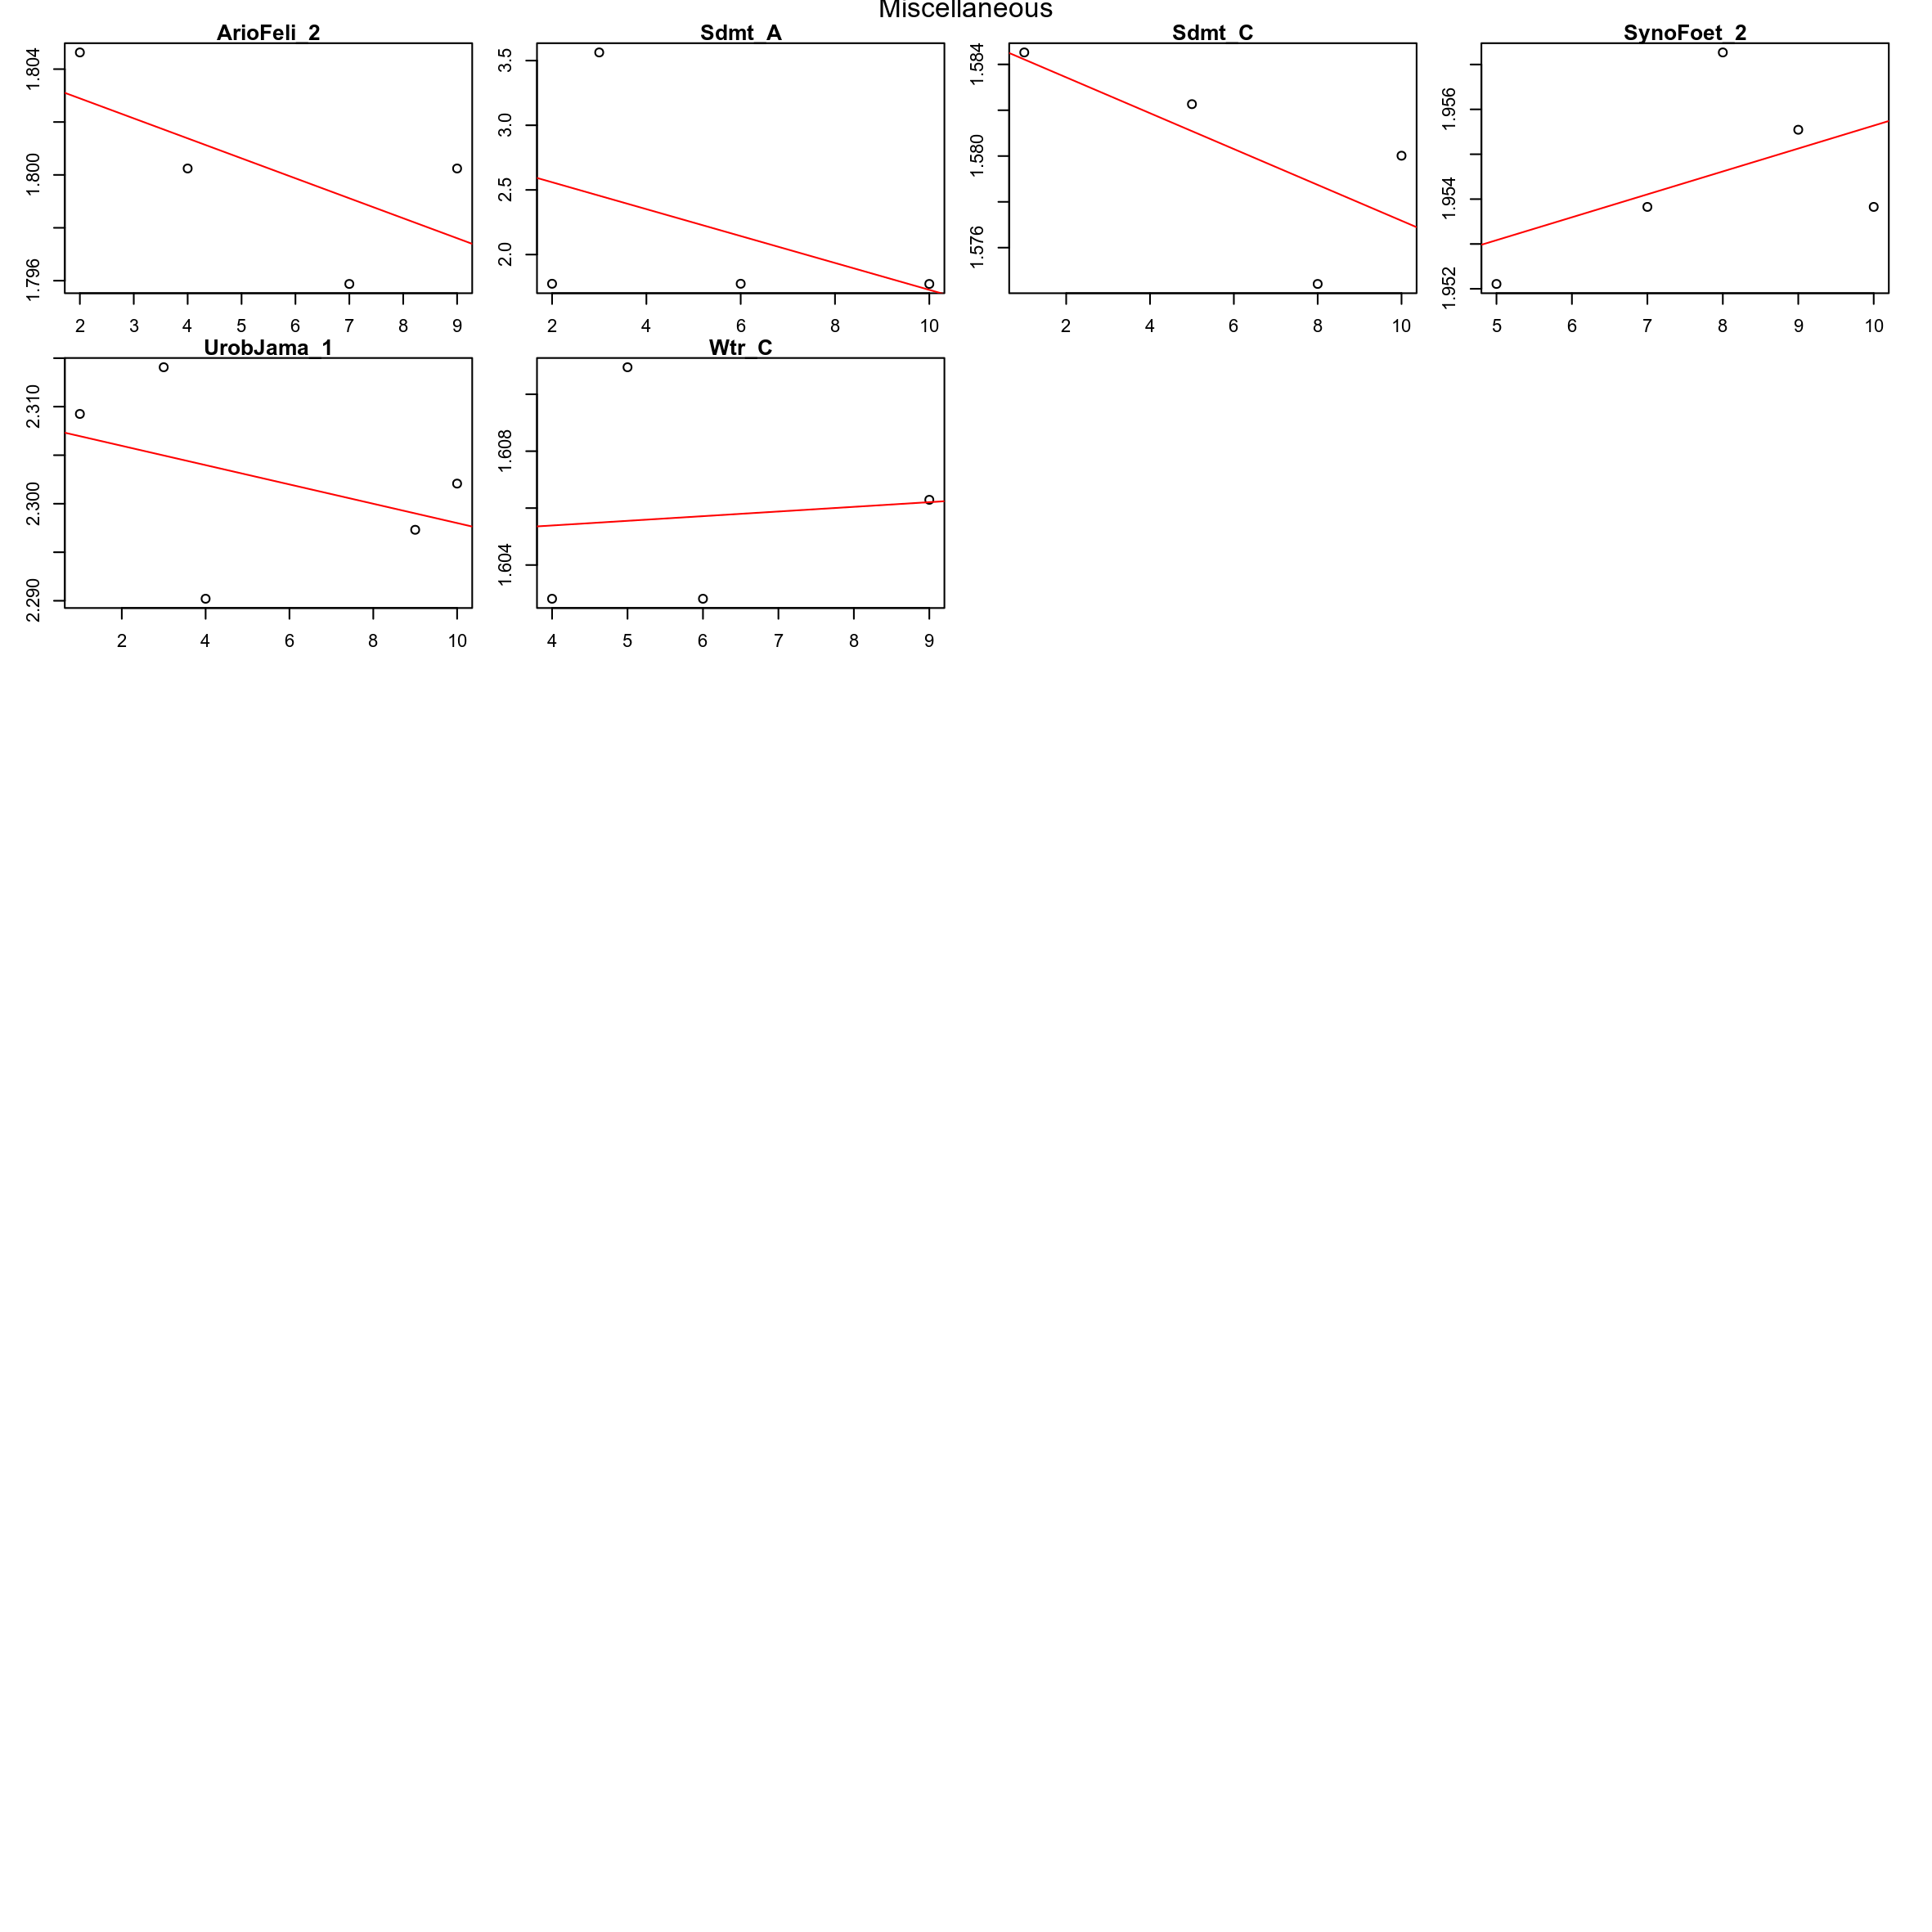 Miscellaneous
ArioFeli_2
1.796 1.800 1.804
2 3 4 5 6 7 8 9
Sdmt_A
2.0 2.5 3.0 3.5
2 4 6 8 10
Sdmt_C
1.576 1.580 1.584
2 4 6 8 10
SynoFoet_2
1.952 1.954 1.956
5 6 7 8 9 10
UrobJama_1
2.290 2.300 2.310
2 4 6 8 10
Wtr_C
1.604 1.608
4 5 6 7 8 9